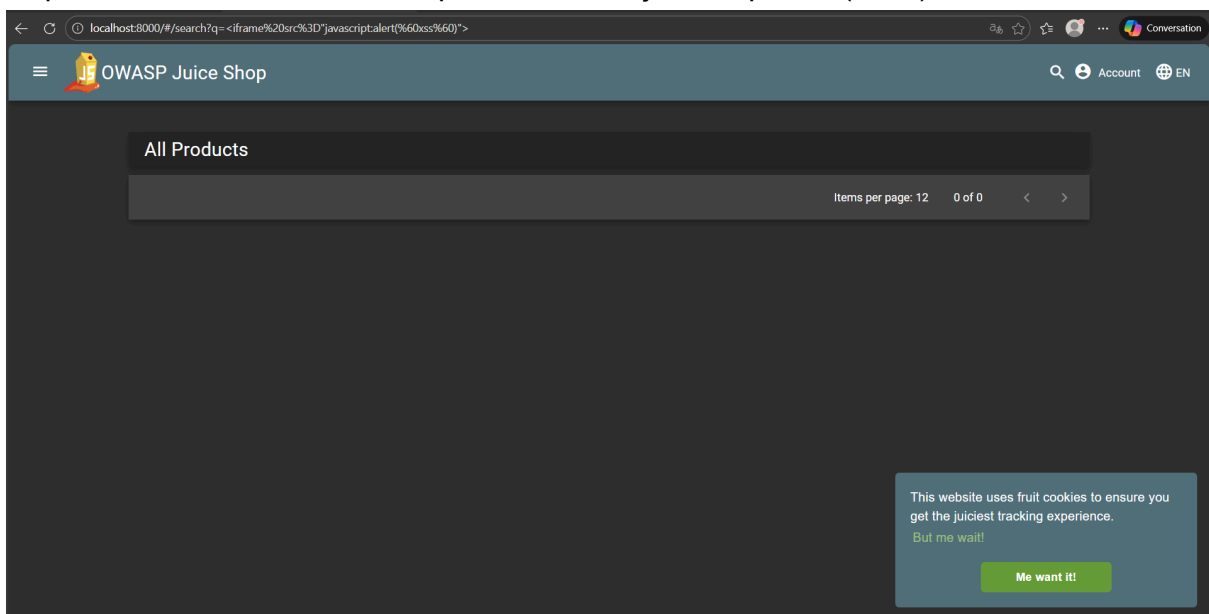 localhost:8000/#/search?q=<iframe%20src%3D"javascript:alert(%60xss%60)">
Conversation
OWASP Juice Shop
Account
EN
All Products
Items per page: 12
0 of 0
This website uses fruit cookies to ensure you
get the juiciest tracking experience.
But me wait!
Me want it!